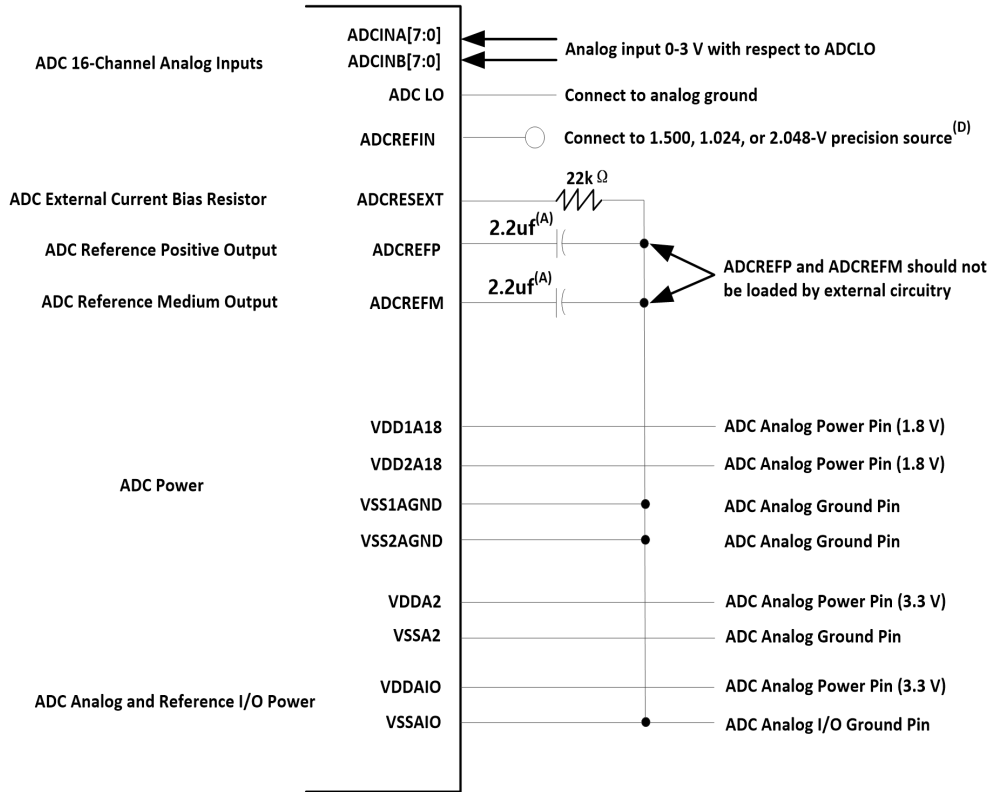 ADC 16-Channel Analog Inputs
ADCINA[7:0]
ADCINB[7:0]
Analog input 0-3 V with respect to ADCLO
ADC LO
Connect to analog ground
ADCREFIN
Connect to 1.500, 1.024, or 2.048-V precision source(D)
ADC External Current Bias Resistor
ADCRESEXT
22k Ω
ADC Reference Positive Output
ADCREFP
2.2uf(A)
ADC Reference Medium Output
ADCREFM
2.2uf(A)
ADCREFP and ADCREFM should not
be loaded by external circuitry
ADC Power
VDD1A18
ADC Analog Power Pin (1.8 V)
VDD2A18
ADC Analog Power Pin (1.8 V)
VSS1AGND
ADC Analog Ground Pin
VSS2AGND
ADC Analog Ground Pin
VDDA2
ADC Analog Power Pin (3.3 V)
VSSA2
ADC Analog Ground Pin
ADC Analog and Reference I/O Power
VDDAIO
ADC Analog Power Pin (3.3 V)
VSSAIO
ADC Analog I/O Ground Pin